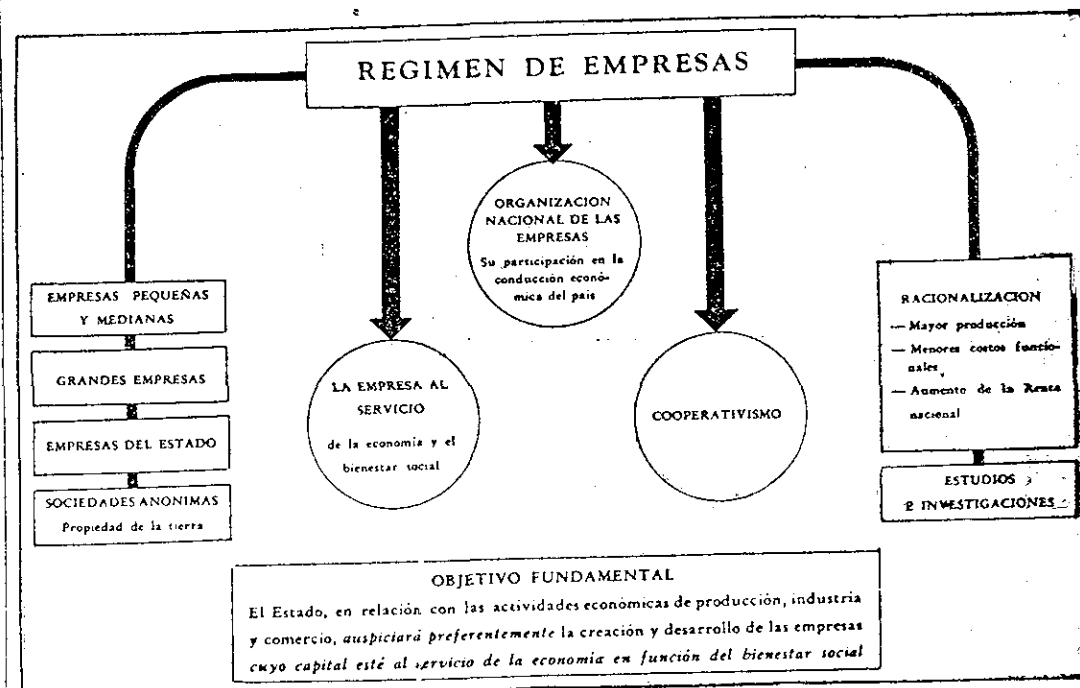 REGIMEN DE EMPRESAS
ORGANIZACION
NACIONAL DE LAS
EMPRESAS
Su participación en la
conducción econó-
mica del país
EMPRESAS PEQUEÑAS
Y MEDIANAS
GRANDES EMPRESAS
EMPRESAS DEL ESTADO
SOCIEDADES ANONIMAS
Propiedad de la tierra
LA EMPRESA AL
SERVICIO
de la economía y el
bienestar social
COOPERATIVISMO
RACIONALIZACION
— Mayor producción
— Menores costos funcio-
nales,
— Aumento de la Renta
nacional
ESTUDIOS
E INVESTIGACIONES
OBJETIVO FUNDAMENTAL
El Estado, en relación con las actividades económicas de producción, industria
y comercio, auspiciará preferentemente la creación y desarrollo de las empresas
cuyo capital esté al servicio de la economía en función del bienestar social